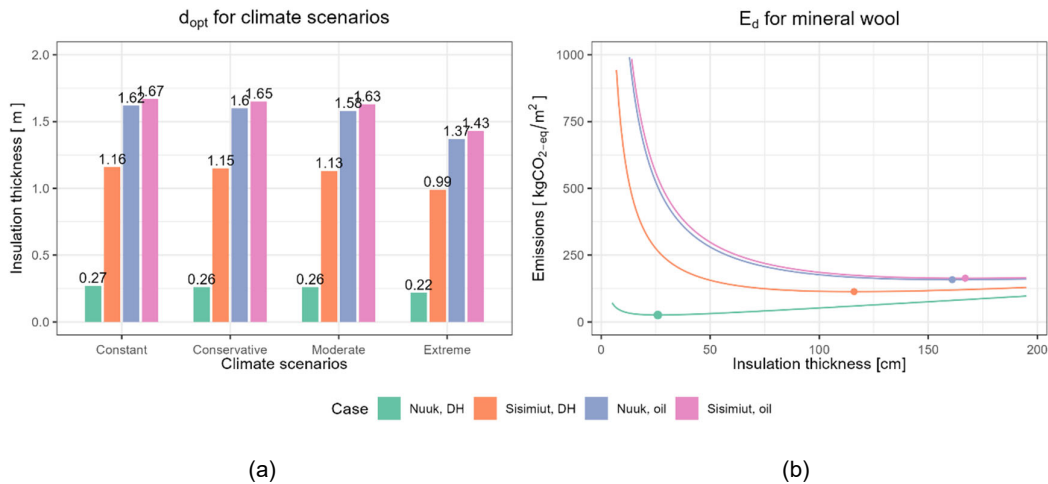 d_opt for climate scenarios
Insulation thickness [ m ]
2.0
1.5
1.0
0.5
0.0
0.27
1.16
1.62
1.67
0.26
1.15
1.6
1.65
0.26
1.13
1.58
1.63
0.22
0.99
1.37
1.43
Constant
Conservative
Moderate
Extreme
Climate scenarios
E_d for mineral wool
Emissions [ kgCO_2−eq/m² ]
1000
750
500
250
0
0
50
100
150
200
Insulation thickness [cm]
Case
Nuuk, DH
Sisimiut, DH
Nuuk, oil
Sisimiut, oil
(a)
(b)